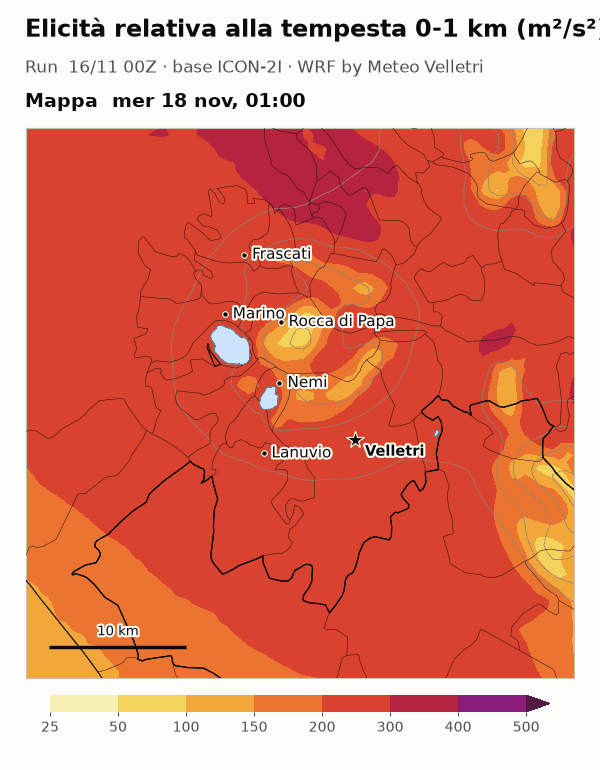 Elicità relativa alla tempesta 0-1 km (m²/s²)
Run  16/11 00Z · base ICON-2I · WRF by Meteo Velletri
Mappa  mer 18 nov, 01:00
Frascati
Marino
Rocca di Papa
Nemi
Velletri
Lanuvio
10 km
25 50 100 150 200 300 400 500